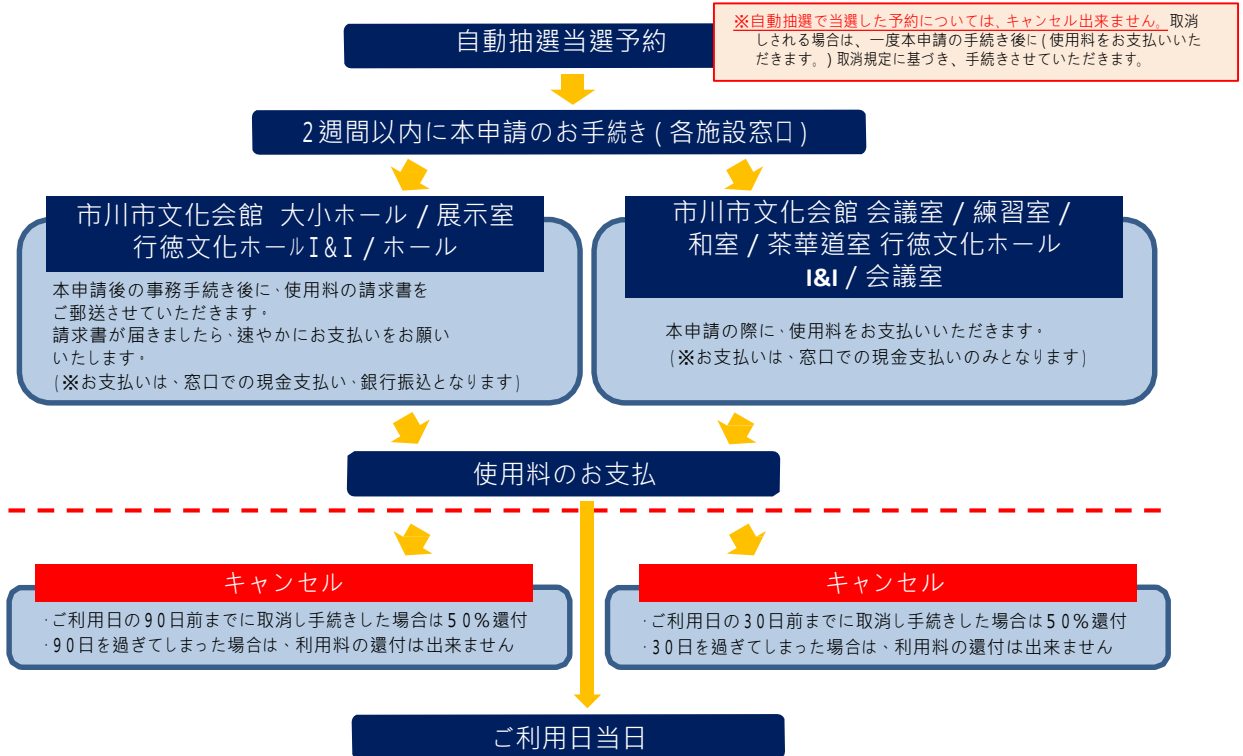 自動抽選当選予約
※自動抽選で当選した予約については、キャンセル出来ません。取消
しされる場合は、一度本申請の手続き後に(使用料をお支払いいた
だきます。)取消規定に基づき、手続きさせていただきます。
2週間以内に本申請のお手続き(各施設窓口)
市川市文化会館 大小ホール / 展示室
行徳文化ホールI&I / ホール
本申請後の事務手続き後に、使用料の請求書を
ご郵送させていただきます。
請求書が届きましたら、速やかにお支払いをお願い
いたします。
(※お支払いは、窓口での現金支払い、銀行振込となります)
市川市文化会館 会議室 / 練習室 /
和室 / 茶華道室 行徳文化ホール
I&I / 会議室
本申請の際に、使用料をお支払いいただきます。
(※お支払いは、窓口での現金支払いのみとなります)
使用料のお支払
キャンセル
・ご利用日の90日前までに取消し手続きした場合は50%還付
・90日を過ぎてしまった場合は、利用料の還付は出来ません
キャンセル
・ご利用日の30日前までに取消し手続きした場合は50%還付
・30日を過ぎてしまった場合は、利用料の還付は出来ません
ご利用日当日